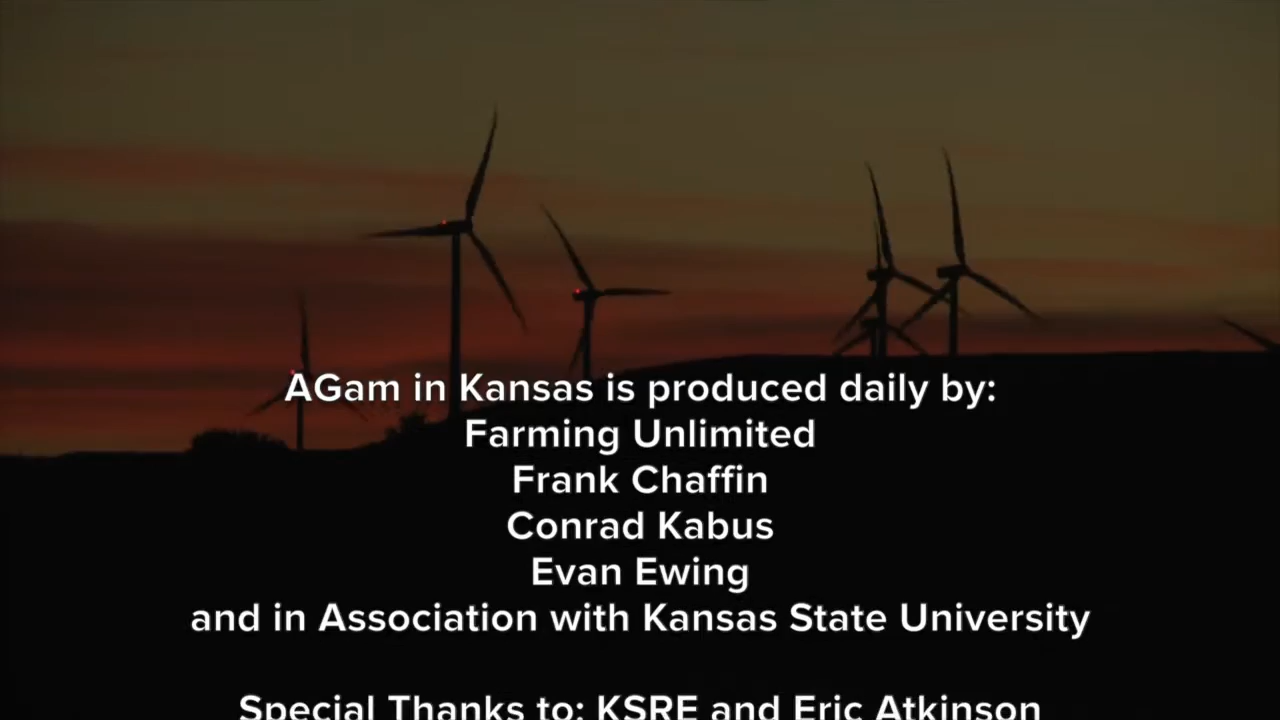 AGam in Kansas is produced daily by:
Farming Unlimited
Frank Chaffin
Conrad Kabus
Evan Ewing
and in Association with Kansas State University
Special Thanks to: KSRE and Eric Atkinson